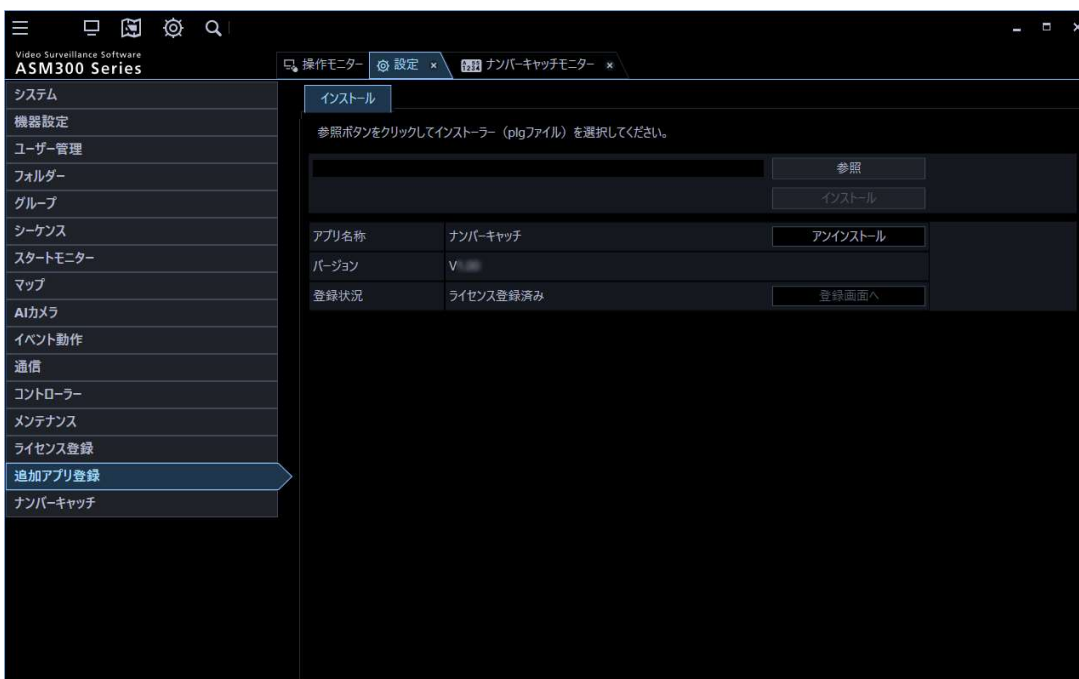 Video Surveillance Software
ASM300 Series
操作モニター
設定
ナンバーキャッチモニター
システム
機器設定
ユーザー管理
フォルダー
グループ
シーケンス
スタートモニター
マップ
AIカメラ
イベント動作
通信
コントローラー
メンテナンス
ライセンス登録
追加アプリ登録
ナンバーキャッチ
インストール
参照ボタンをクリックしてインストーラー（plgファイル）を選択してください。
参照
インストール
アプリ名称 ナンバーキャッチ アンインストール
バージョン V
登録状況 ライセンス登録済み 登録画面へ